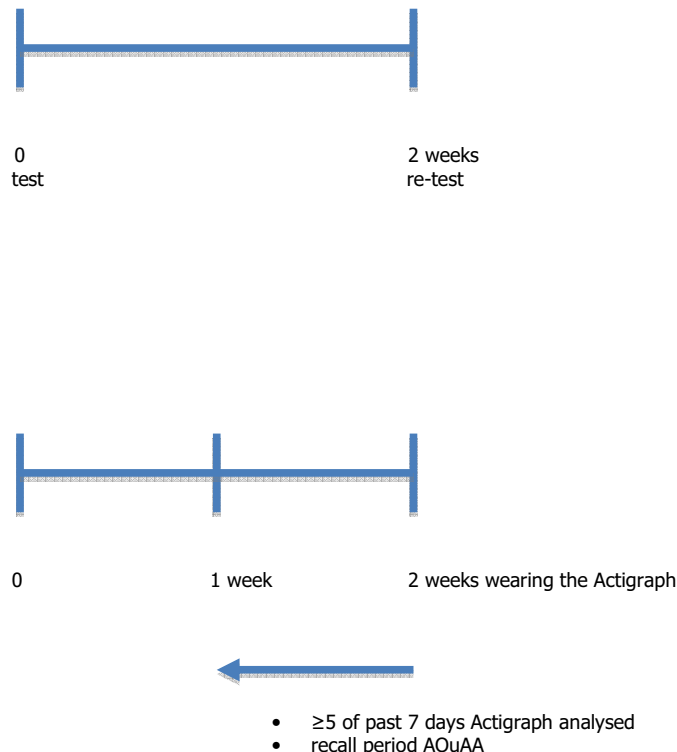 0 2 weeks
test re-test
0 1 week 2 weeks wearing the Actigraph
• ≥5 of past 7 days Actigraph analysed
• recall period AQuAA